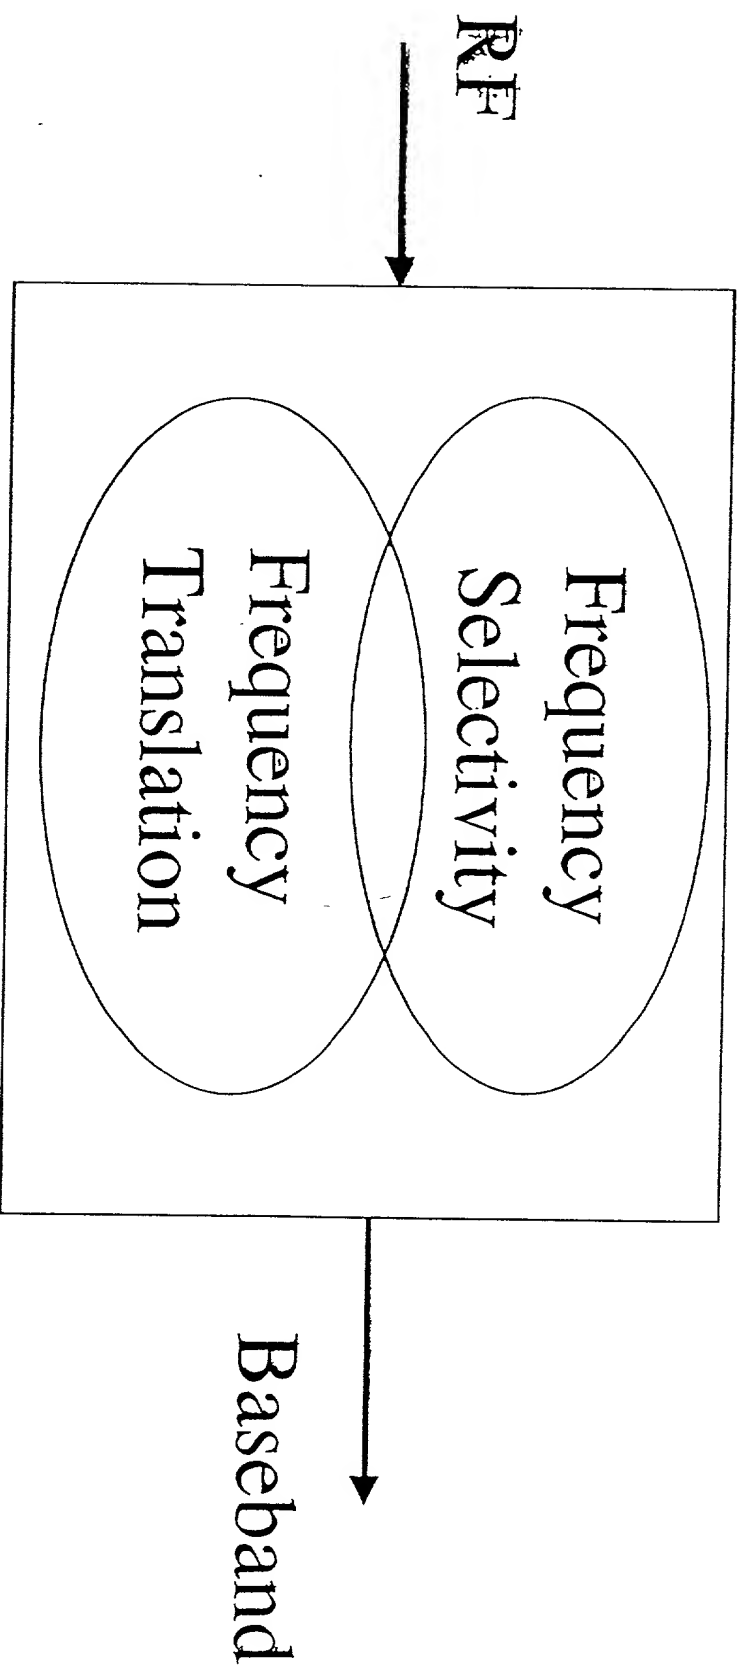 RF
Frequency
Selectivity
Frequency
Translation
Baseband